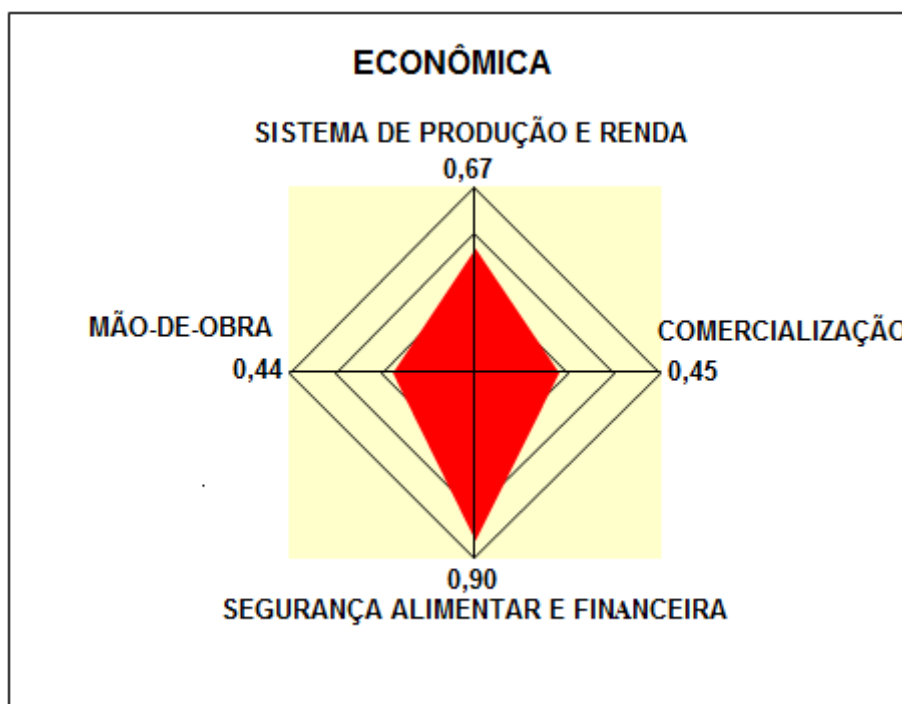 ECONÔMICA
SISTEMA DE PRODUÇÃO E RENDA
0,67
MÃO-DE-OBRA
0,44
COMERCIALIZAÇÃO
0,45
0,90
SEGURANÇA ALIMENTAR E FINANCEIRA